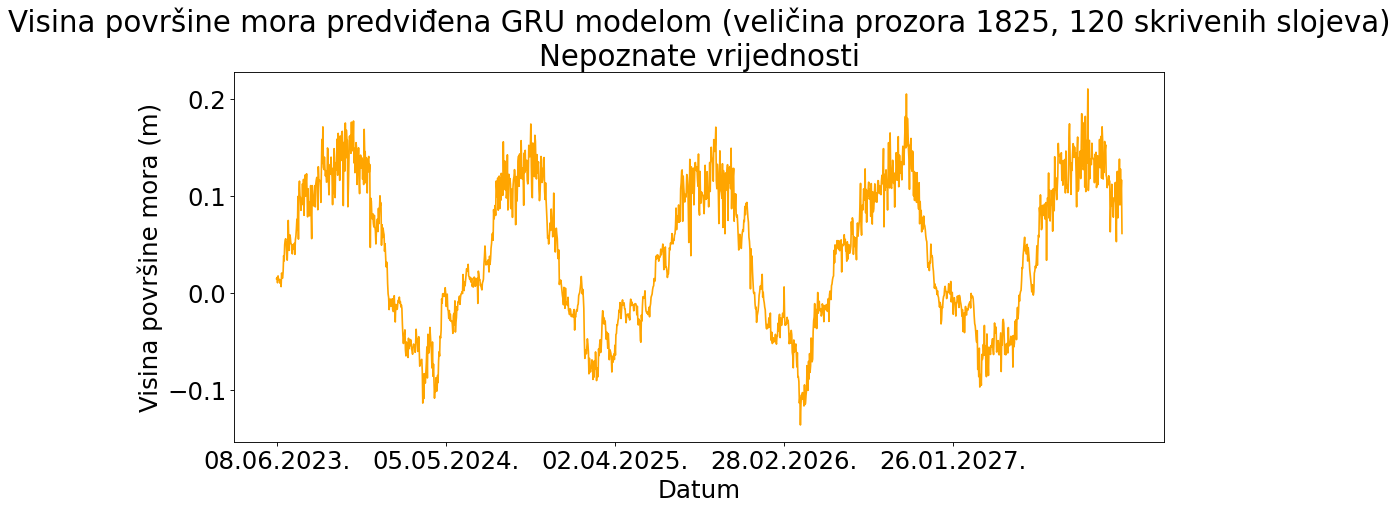 Visina površine mora predviđena GRU modelom (veličina prozora 1825, 120 skrivenih slojeva)
Nepoznate vrijednosti
Visina površine mora (m)
0.2
0.1
0.0
−0.1
08.06.2023. 05.05.2024. 02.04.2025. 28.02.2026. 26.01.2027.
Datum